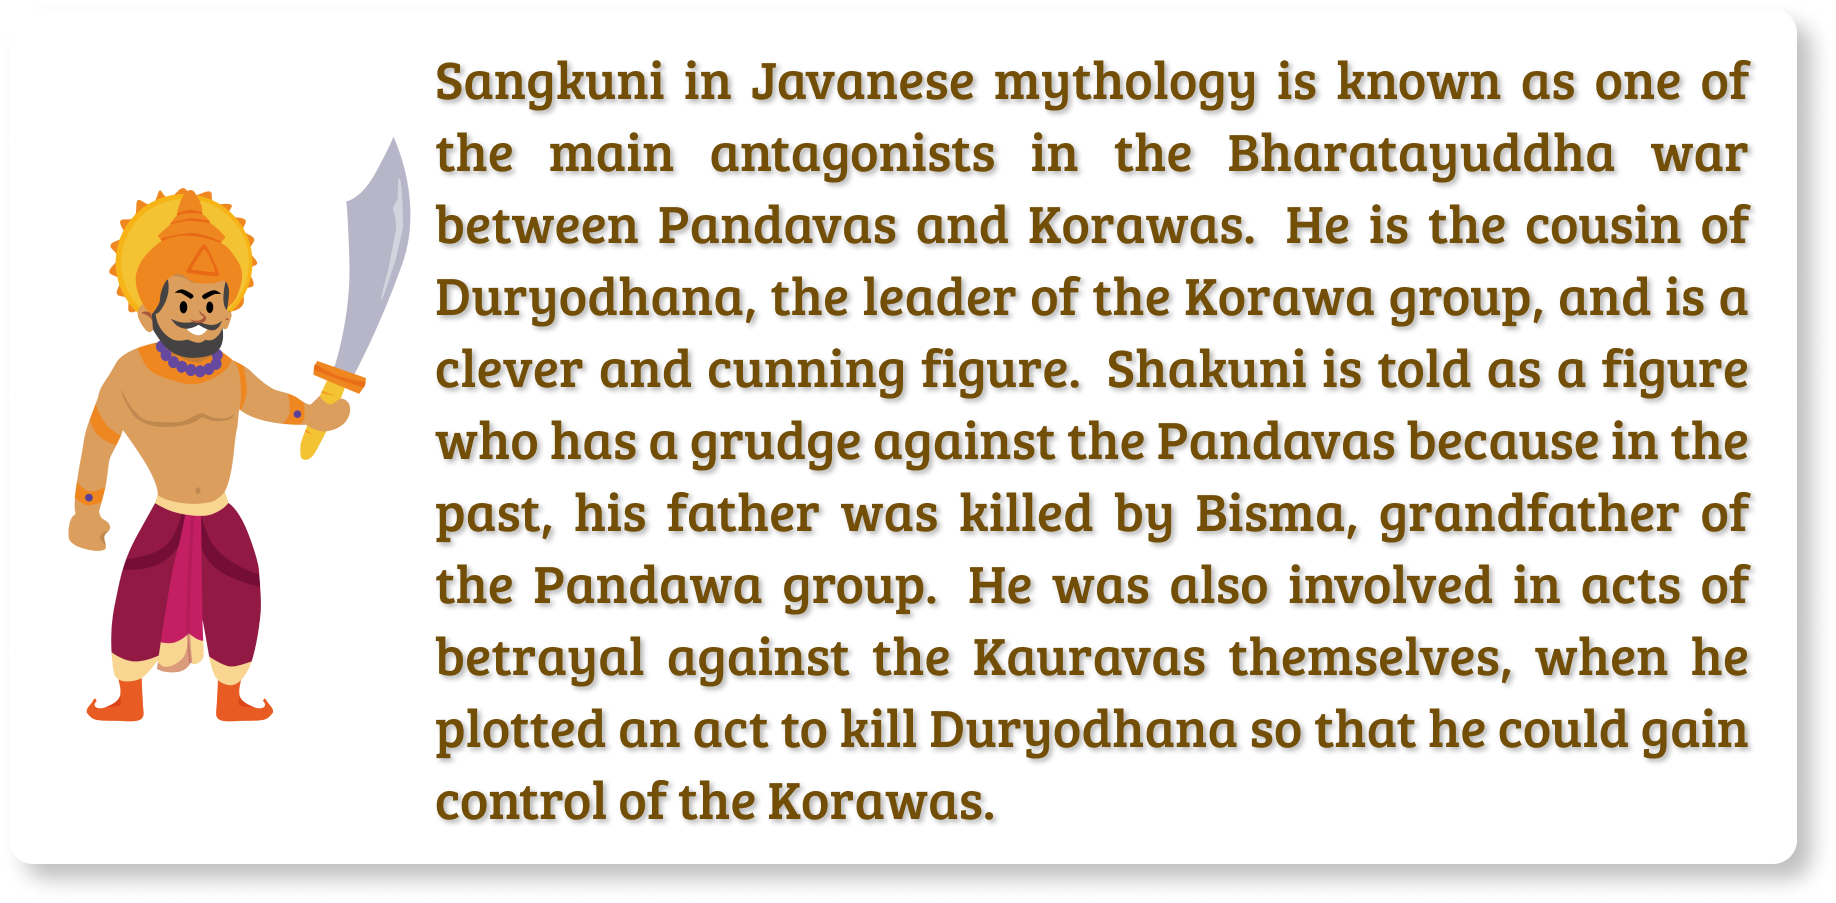 Sangkuni in Javanese mythology is known as one of
the main antagonists in the Bharatayuddha war
between Pandavas and Korawas. He is the cousin of
Duryodhana, the leader of the Korawa group, and is a
clever and cunning figure. Shakuni is told as a figure
who has a grudge against the Pandavas because in the
past, his father was killed by Bisma, grandfather of
the Pandawa group. He was also involved in acts of
betrayal against the Kauravas themselves, when he
plotted an act to kill Duryodhana so that he could gain
control of the Korawas.